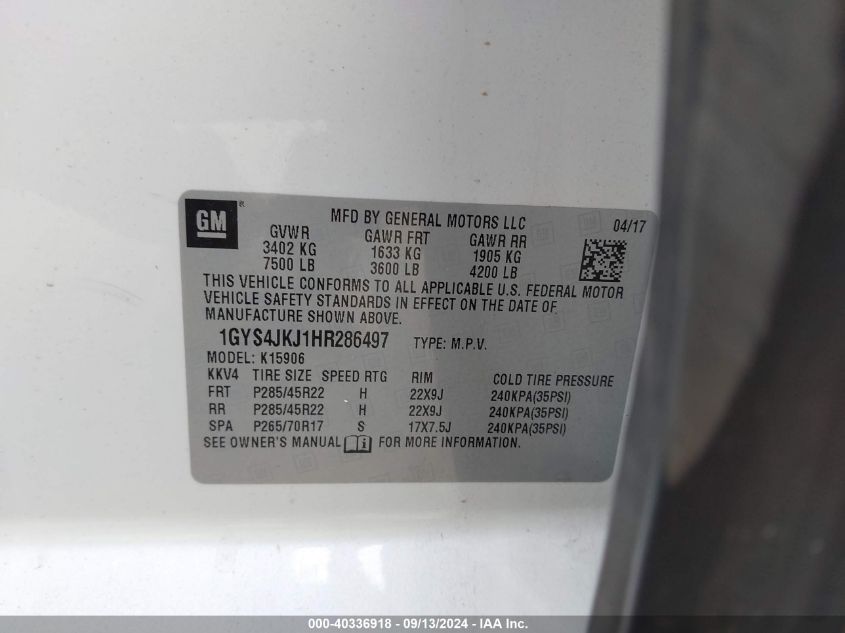 GM ®
MFD BY GENERAL MOTORS LLC 04/17
GVWR GAWR FRT GAWR RR
3402 KG 1633 KG 1905 KG
7500 LB 3600 LB 4200 LB
THIS VEHICLE CONFORMS TO ALL APPLICABLE U.S. FEDERAL MOTOR
VEHICLE SAFETY STANDARDS IN EFFECT ON THE DATE OF
MANUFACTURE SHOWN ABOVE.
1GYS4JKJ1HR286497 TYPE: M.P.V.
MODEL: K15906
KKV4 TIRE SIZE SPEED RTG RIM COLD TIRE PRESSURE
FRT P285/45R22 H 22X9J 240KPA(35PSI)
RR P285/45R22 H 22X9J 240KPA(35PSI)
SPA P265/70R17 S 17X7.5J 240KPA(35PSI)
SEE OWNER'S MANUAL FOR MORE INFORMATION.
000-40336918 - 09/13/2024 - IAA Inc.